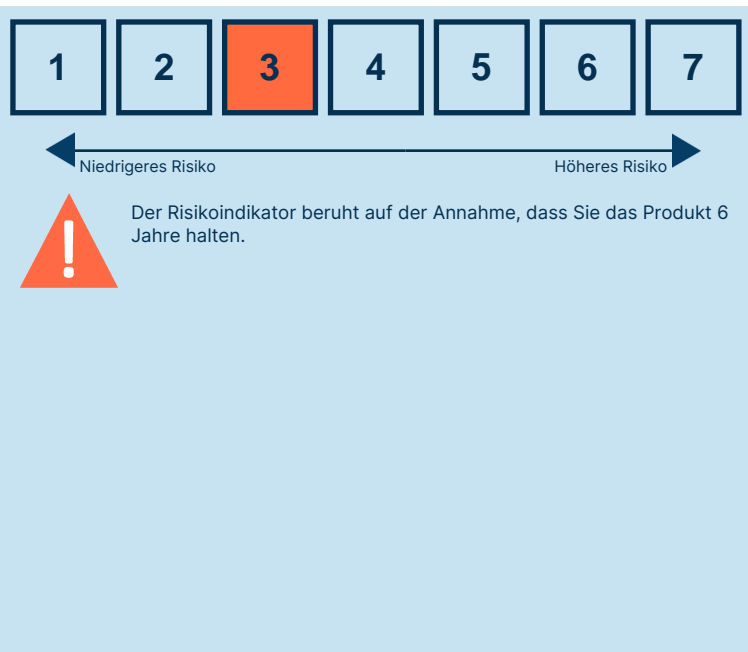 1 2 3 4 5 6 7
Niedrigeres Risiko Höheres Risiko
!
Der Risikoindikator beruht auf der Annahme, dass Sie das Produkt 6
Jahre halten.